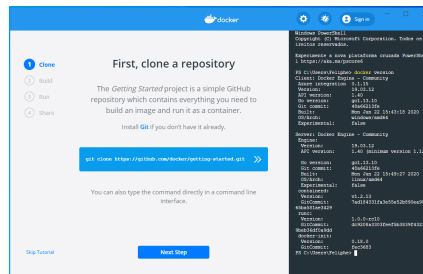 docker
Sign in
1 Clone
2 Build
3 Run
4 Share
First, clone a repository
The Getting Started project is a simple GitHub
repository which contains everything you need to
build an image and run it as a container.
Install Git if you don't have it already.
git clone https://github.com/docker/getting-started.git
You can also type the command directly in a command line
interface.
Skip Tutorial
Next Step
Windows PowerShell
Copyright (C) Microsoft Corporation. Todos os
ireitos reservados.
Experimente a nova plataforma cruzada PowerShe
l https://aka.ms/pscore6
PS C:\Users\Felighe> docker version
Client: Docker Engine - Community
Azure integration 0.1.15
Version: 19.03.12
API version: 1.40
Go version: go1.13.10
Git commit: 48a66213fe
Built: Mon Jun 22 15:43:18 2020
OS/Arch: windows/amd64
Experimental: false
Server: Docker Engine - Community
Engine:
Version: 19.03.12
API version: 1.40 (minimum version 1.12
Go version: go1.13.10
Git commit: 48a66213fe
Built: Mon Jun 22 15:49:27 2020
OS/Arch: linux/amd64
Experimental: false
containerd:
Version: v1.2.13
GitCommit:
runc:
Version: 1.0.0-rc10
GitCommit:
docker-init:
Version: 0.18.0
GitCommit: fec3683